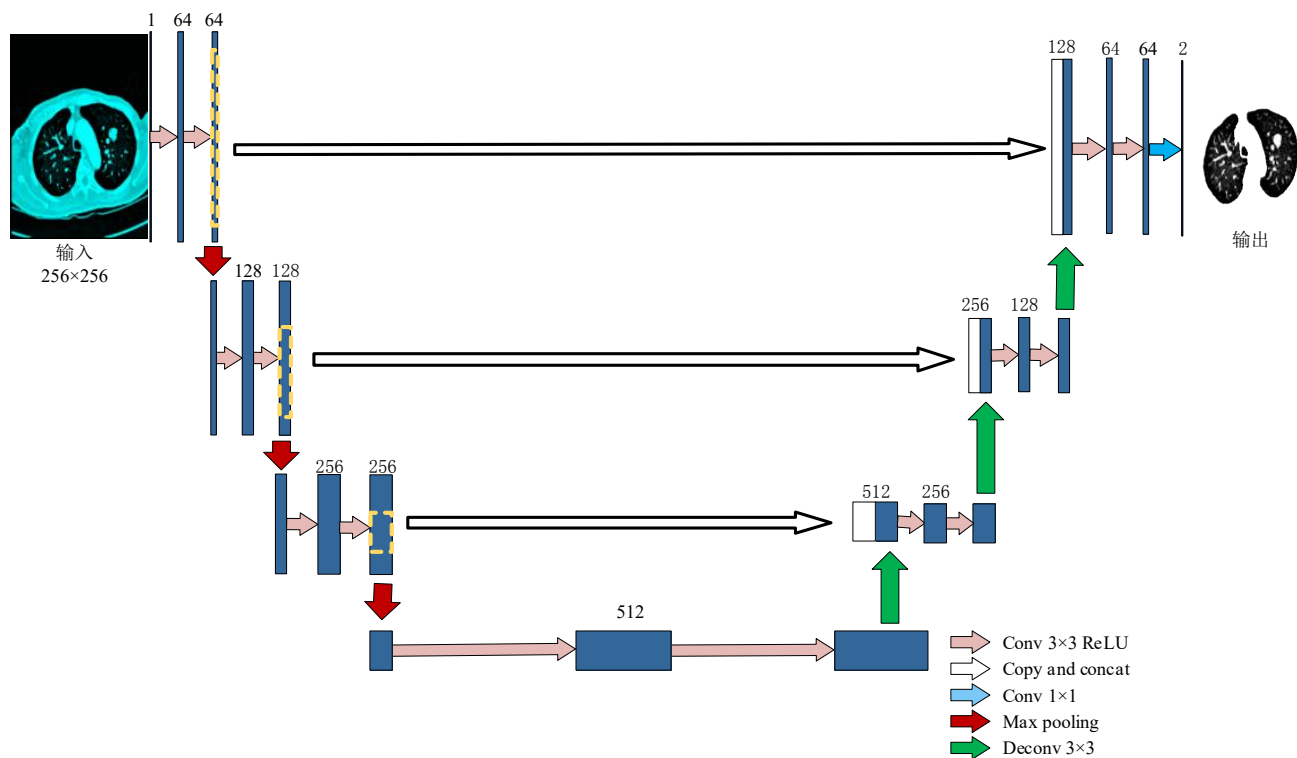 1 64 64
128 64 64 2
输入
256×256
输出
128 128
256 128
256 256
512 256
512
Conv 3×3 ReLU
Copy and concat
Conv 1×1
Max pooling
Deconv 3×3